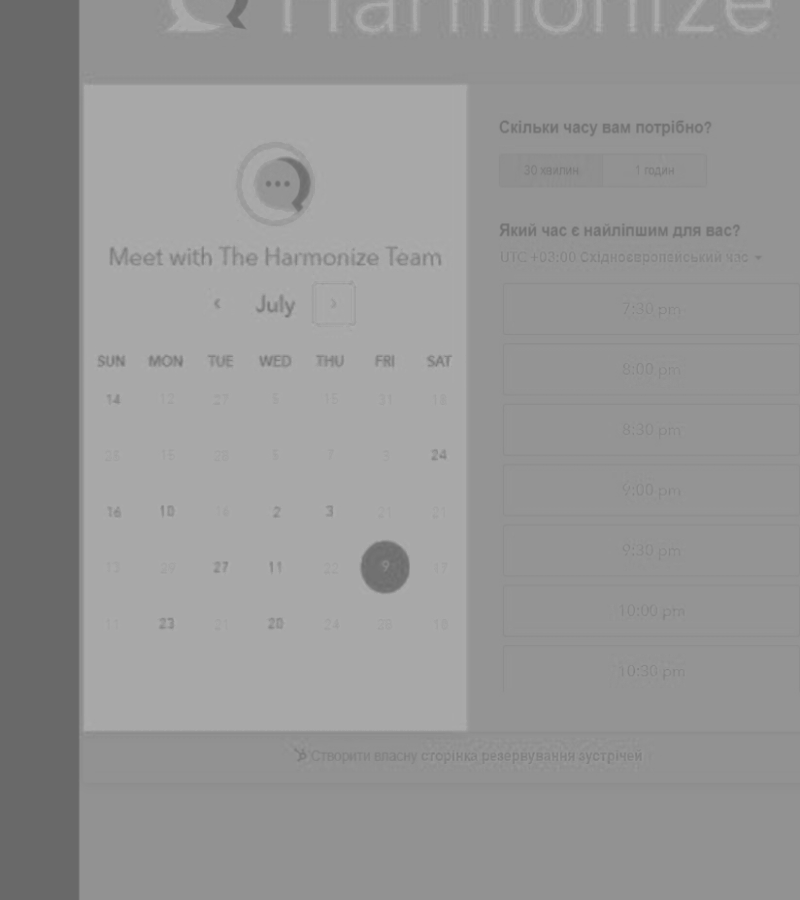 Harmonize
Meet with The Harmonize Team
July
SUN MON TUE WED THU FRI SAT
14 12 27 5 15 31 18
28 15 28 6 7 3 24
16 10 14 2 3 21 21
13 29 27 11 22 9 17
11 23 21 20 24 28 10
Скільки часу вам потрібно?
30 хвилин 1 годин
Який час є найліпшим для вас?
UTC +03:00 Східноєвропейський час
7:30 pm
8:00 pm
8:30 pm
9:00 pm
9:30 pm
10:00 pm
10:30 pm
Створити власну сторінка резервування зустрічей